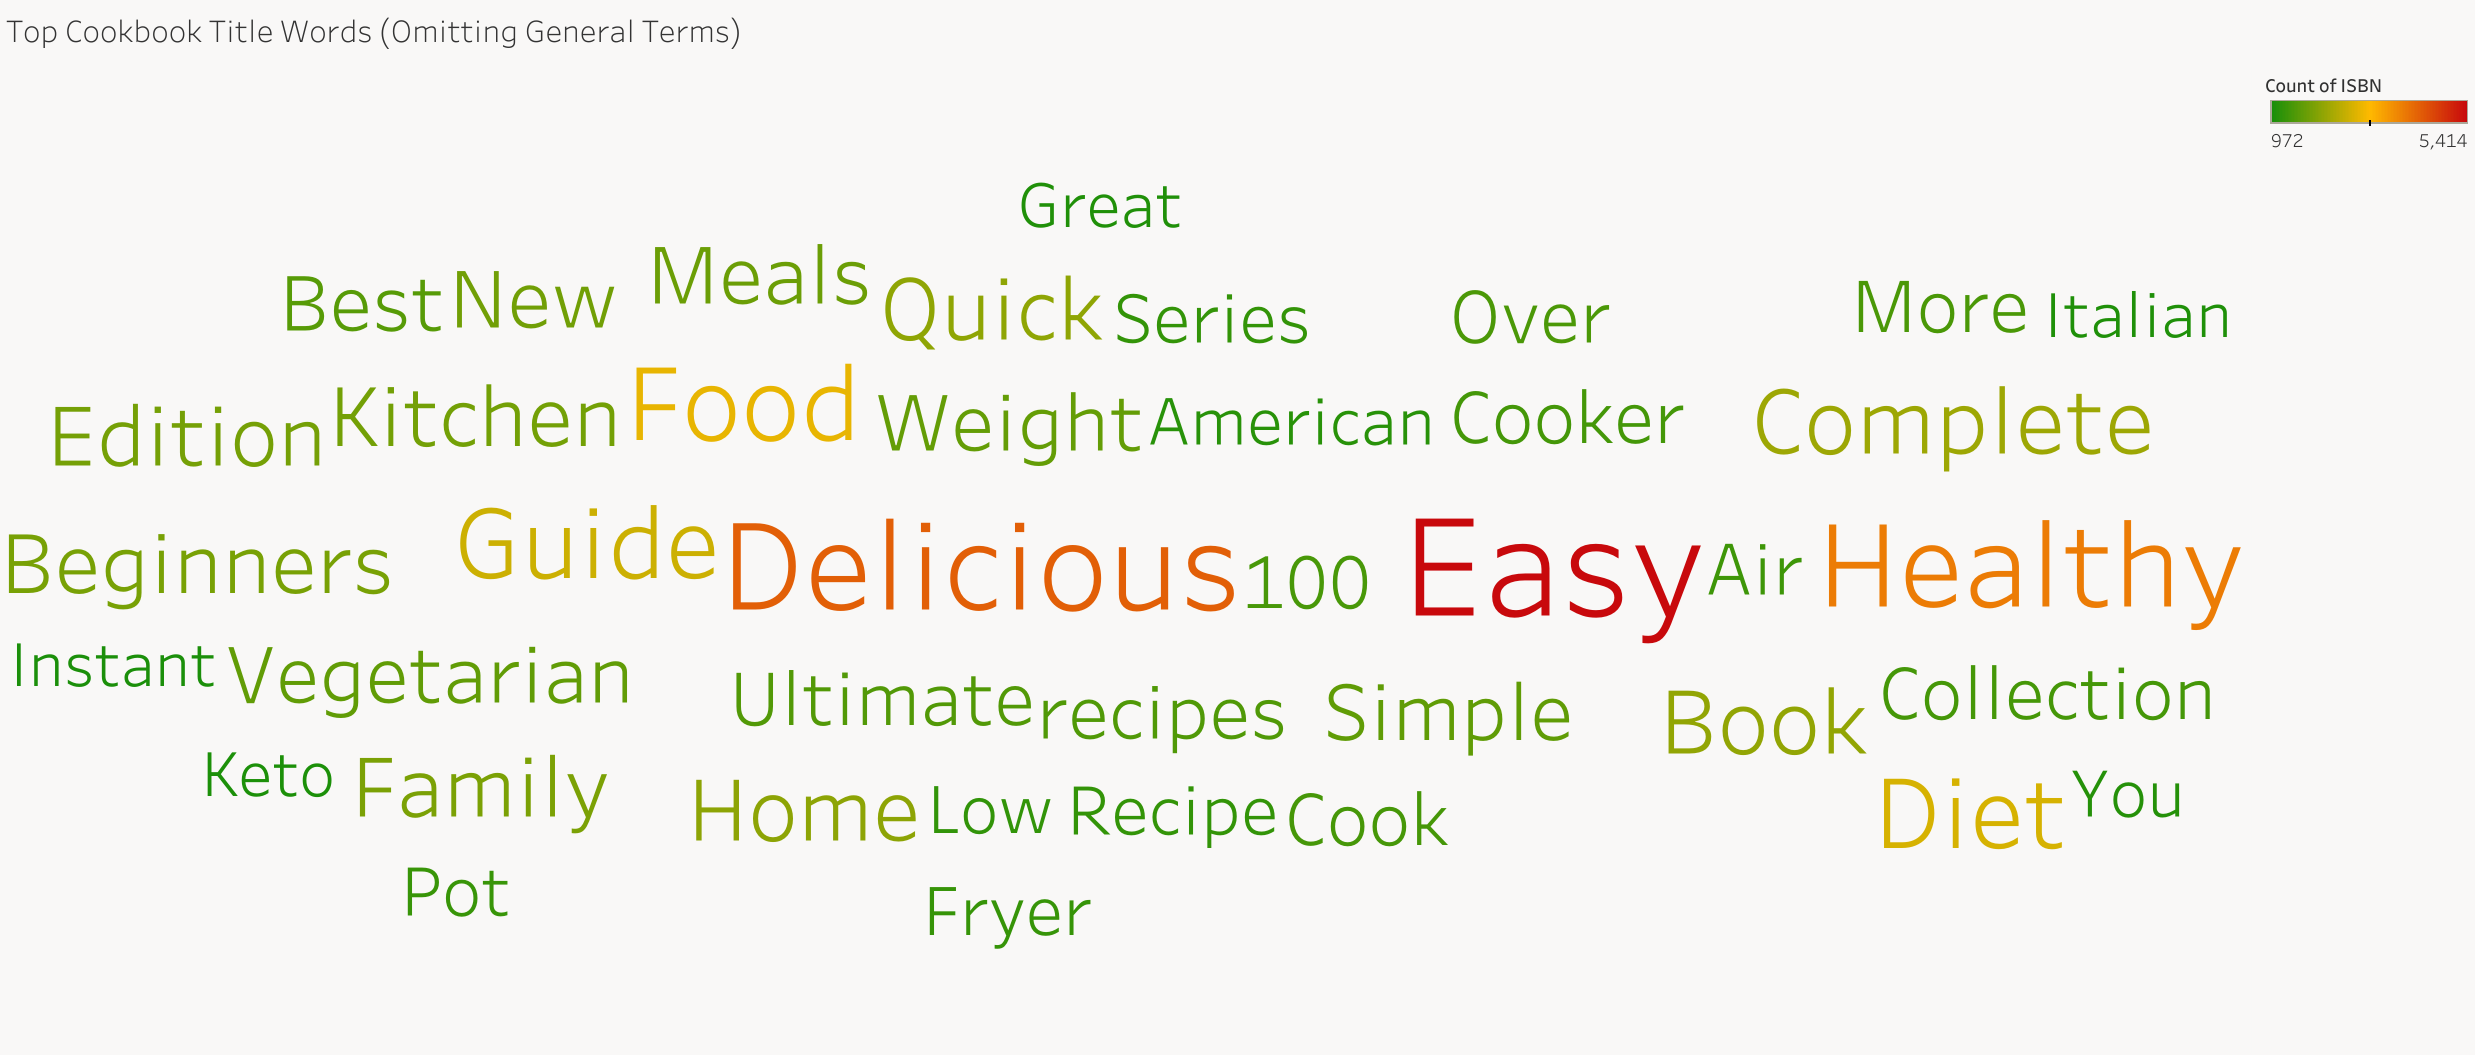 Top Cookbook Title Words (Omitting General Terms)
Count of ISBN
972 5,414
Great
Best New Meals Quick Series Over More Italian
Edition Kitchen Food Weight American Cooker Complete
Beginners Guide Delicious 100 Easy Air Healthy
Instant Vegetarian Ultimate recipes Simple Book Collection
Keto Family Home Low Recipe Cook Diet You
Pot Fryer